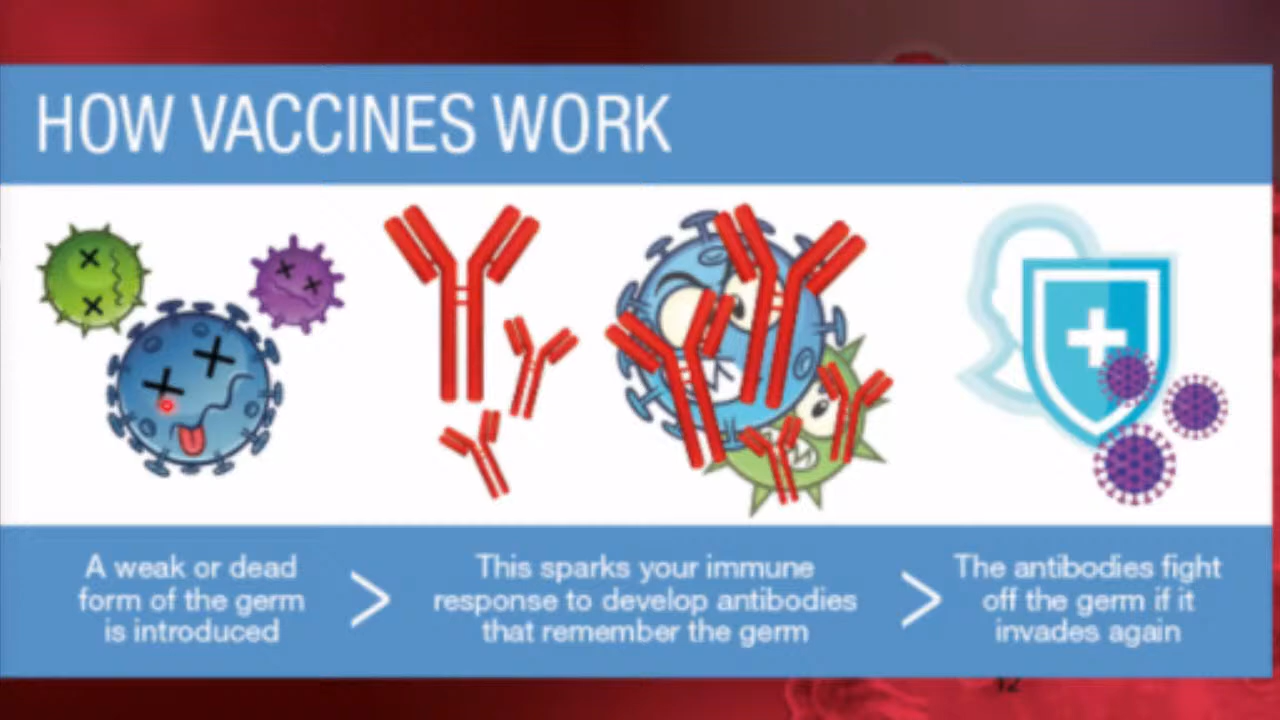 HOW VACCINES WORK
A weak or dead
form of the germ
is introduced
>
This sparks your immune
response to develop antibodies
that remember the germ
>
The antibodies fight
off the germ if it
invades again
12